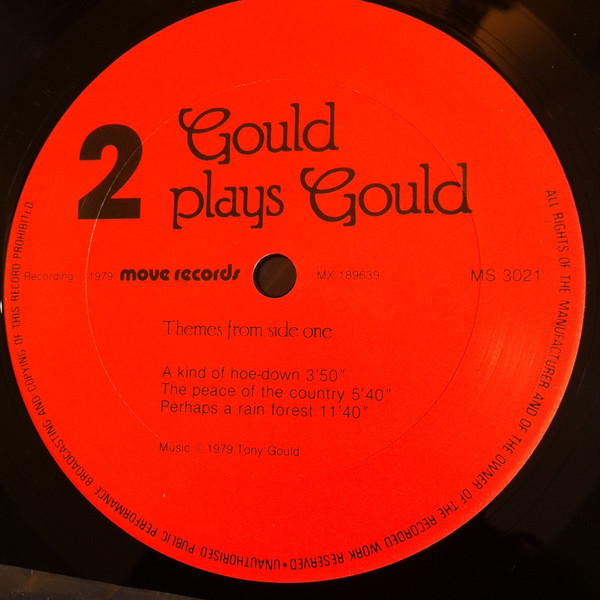 2
Gould
plays Gould
Recording 1979 move records MX 189639 MS 3021
Themes from side one
A kind of hoe-down 3'50"
The peace of the country 5'40"
Perhaps a rain forest 11'40"
Music © 1979 Tony Gould
ALL RIGHTS OF THE MANUFACTURER AND OF THE OWNER OF THE RECORDED WORK RESERVED • UNAUTHORISED PUBLIC PERFORMANCE BROADCASTING AND COPYING OF THIS RECORD PROHIBITED.